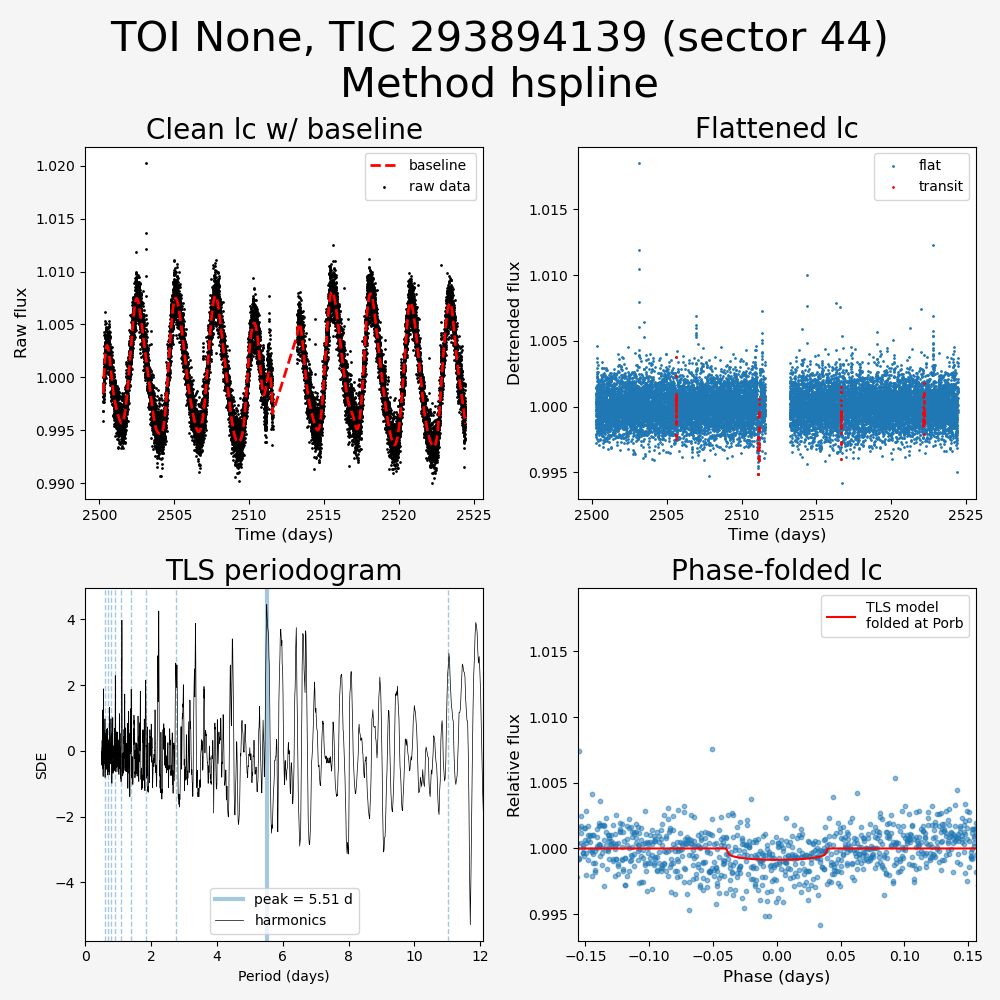 TOI None, TIC 293894139 (sector 44)
Method hspline
Clean lc w/ baseline
baseline
raw data
1.020
1.015
1.010
1.005
1.000
0.995
0.990
Raw flux
2500
2505
2510
2515
2520
2525
Time (days)
Flattened lc
flat
transit
1.015
1.010
1.005
1.000
0.995
Detrended flux
2500
2505
2510
2515
2520
2525
Time (days)
TLS periodogram
4
2
0
−2
−4
SDE
peak = 5.51 d
harmonics
0
2
4
6
8
10
12
Period (days)
Phase-folded lc
TLS model
folded at Porb
1.015
1.010
1.005
1.000
0.995
Relative flux
−0.15
−0.10
−0.05
0.00
0.05
0.10
0.15
Phase (days)